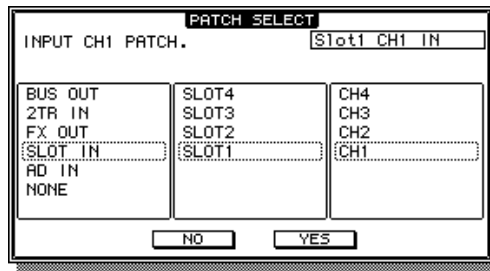 PATCH SELECT
INPUT CH1 PATCH. Slot1 CH1 IN
BUS OUT SLOT4 CH4
2TR IN SLOT3 CH3
FX OUT SLOT2 CH2
SLOT IN SLOT1 CH1
AD IN
NONE
NO YES